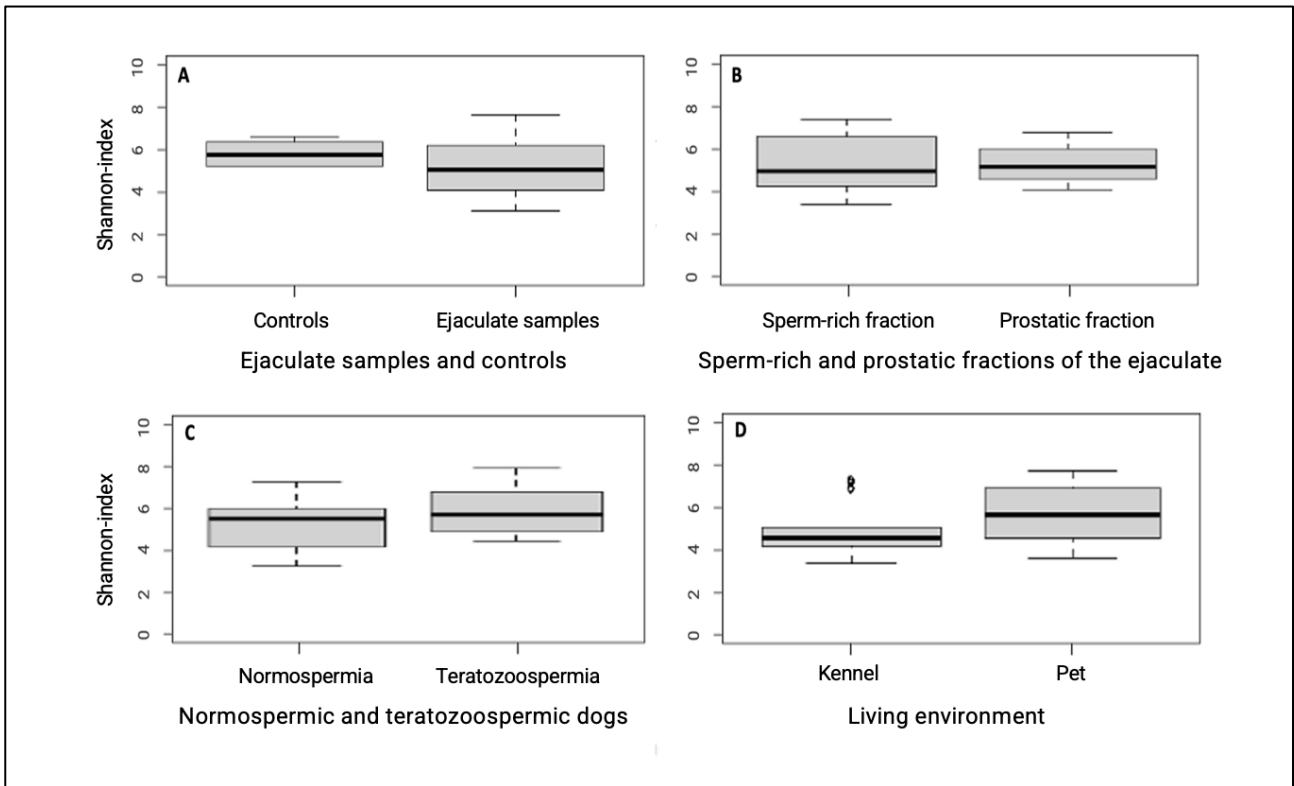 A
B
10
8
6
4
2
0
Shannon-index
10
8
6
4
2
0
Controls
Ejaculate samples
Sperm-rich fraction
Prostatic fraction
Ejaculate samples and controls
Sperm-rich and prostatic fractions of the ejaculate
C
D
10
8
6
4
2
0
Shannon-index
10
8
6
4
2
0
Normospermia
Teratozoospermia
Kennel
Pet
Normospermic and teratozoospermic dogs
Living environment